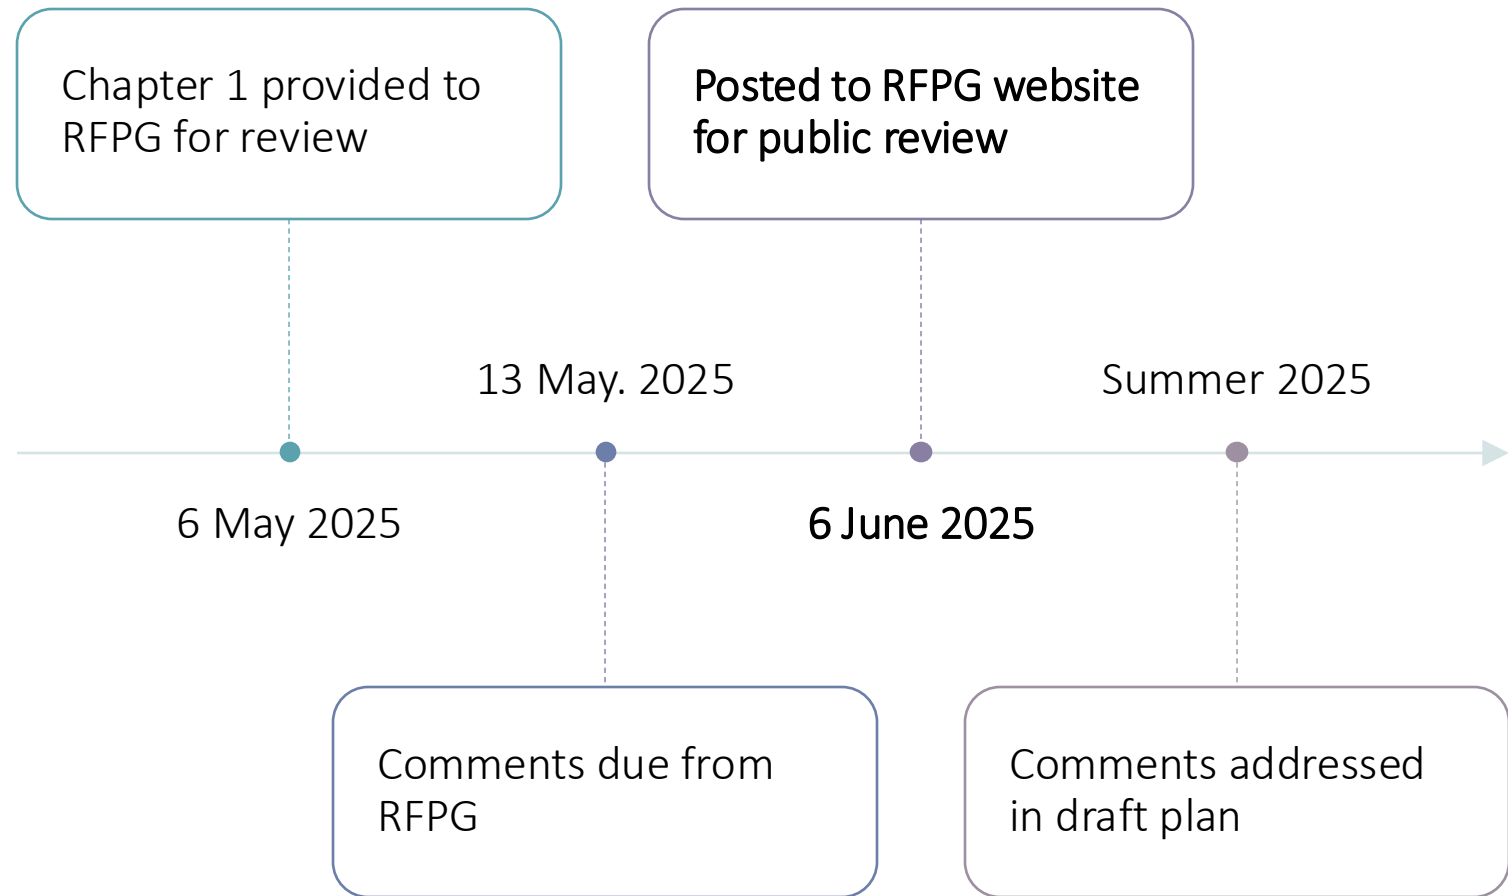 Chapter 1 provided to
RFPG for review
Posted to RFPG website
for public review
13 May. 2025
Summer 2025
6 May 2025
6 June 2025
Comments due from
RFPG
Comments addressed
in draft plan